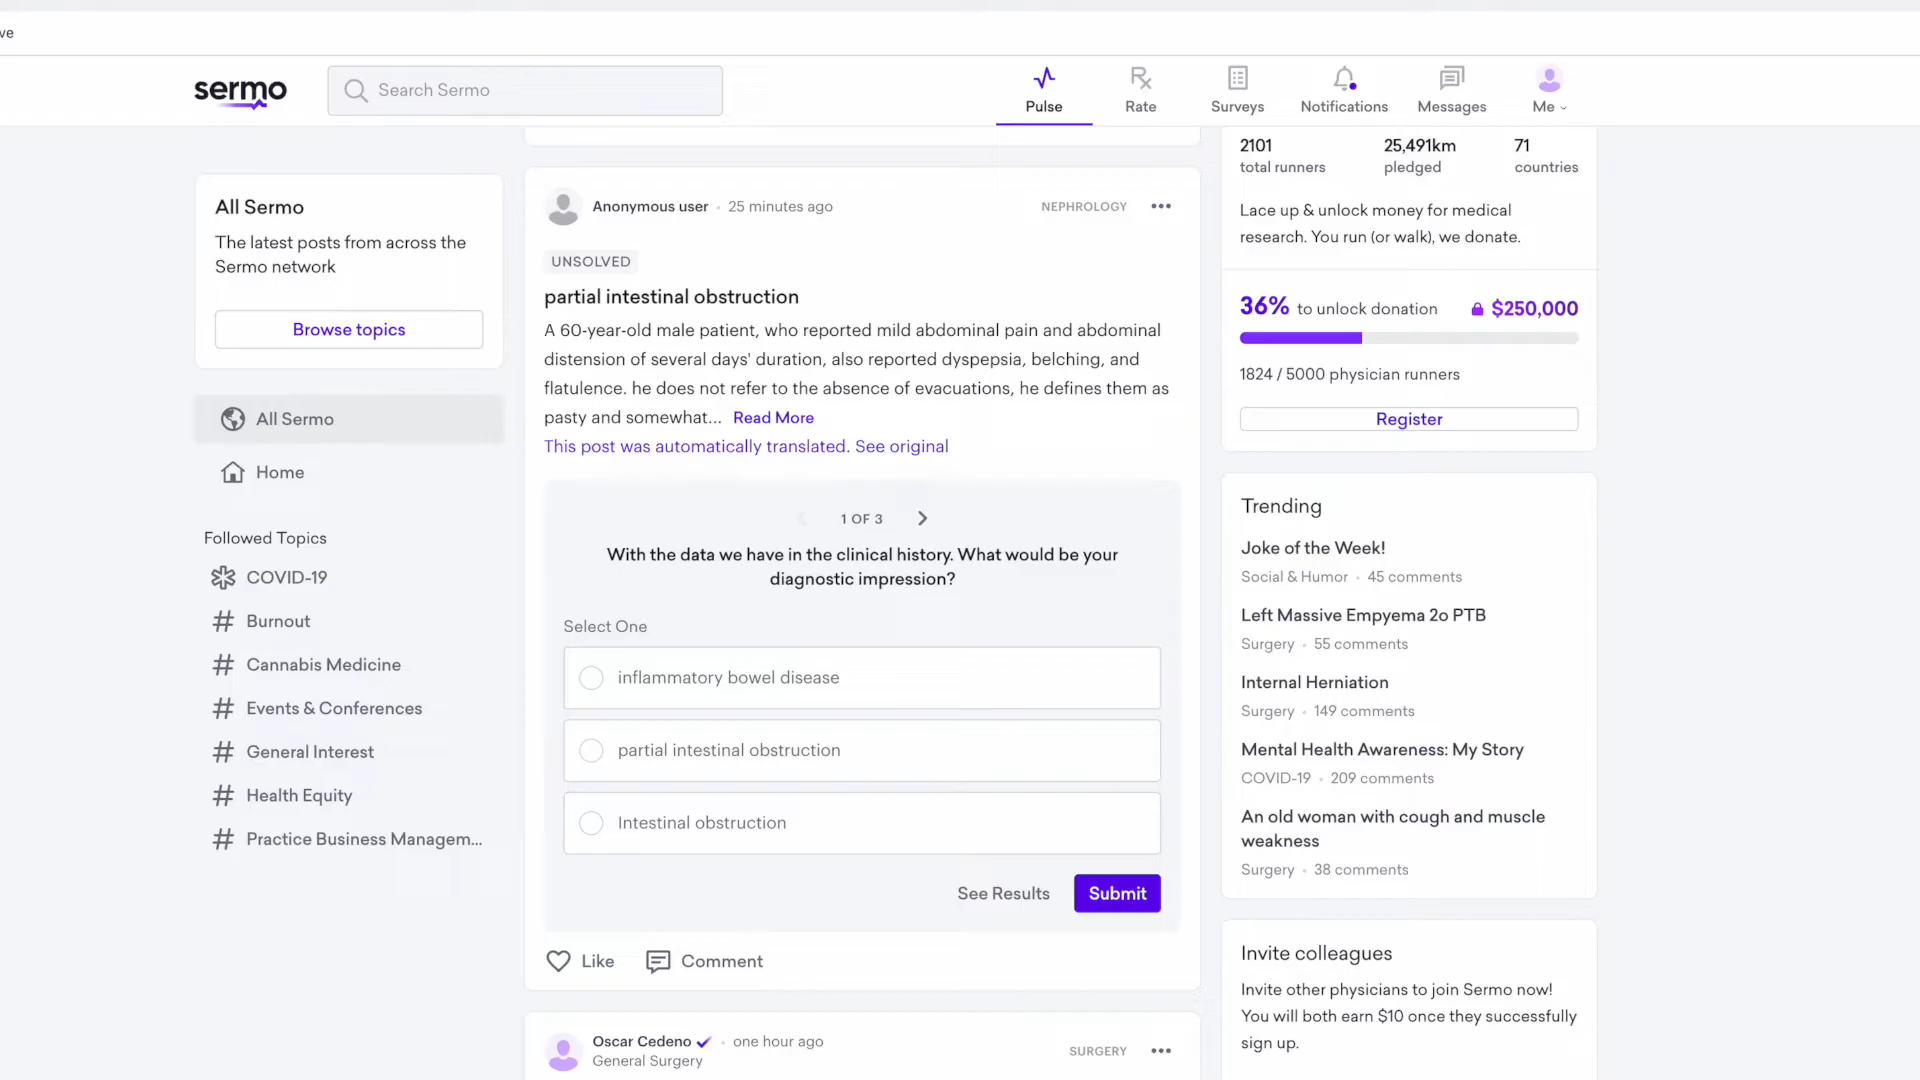 ve
sermo
Search Sermo
Pulse
Rate
Surveys
Notifications
Messages
Me
All Sermo
The latest posts from across the
Sermo network
Browse topics
All Sermo
Home
Followed Topics
COVID-19
# Burnout
# Cannabis Medicine
# Events & Conferences
# General Interest
# Health Equity
# Practice Business Managem...
Anonymous user • 25 minutes ago
NEPHROLOGY
UNSOLVED
partial intestinal obstruction
A 60-year-old male patient, who reported mild abdominal pain and abdominal
distension of several days' duration, also reported dyspepsia, belching, and
flatulence. he does not refer to the absence of evacuations, he defines them as
pasty and somewhat... Read More
This post was automatically translated. See original
1 OF 3
With the data we have in the clinical history. What would be your
diagnostic impression?
Select One
inflammatory bowel disease
partial intestinal obstruction
Intestinal obstruction
See Results
Submit
Like
Comment
Oscar Cedeno • one hour ago
General Surgery
SURGERY
2101
total runners
25,491km
pledged
71
countries
Lace up & unlock money for medical
research. You run (or walk), we donate.
36% to unlock donation
$250,000
1824 / 5000 physician runners
Register
Trending
Joke of the Week!
Social & Humor • 45 comments
Left Massive Empyema 2o PTB
Surgery • 55 comments
Internal Herniation
Surgery • 149 comments
Mental Health Awareness: My Story
COVID-19 • 209 comments
An old woman with cough and muscle
weakness
Surgery • 38 comments
Invite colleagues
Invite other physicians to join Sermo now!
You will both earn $10 once they successfully
sign up.